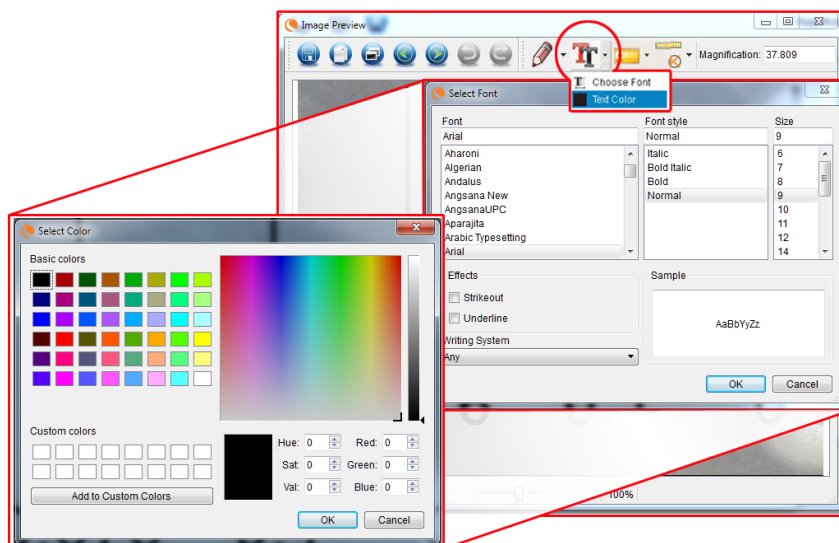 Image Preview
Magnification: 37.809
Choose Font
Text Color
Select Font
Font
Font style
Size
Arial
Normal
9
Aharoni
Italic
6
Algerian
Bold Italic
7
Andalus
Bold
8
Angsana New
Normal
9
AngsanaUPC
10
Aparajita
11
Arabic Typesetting
12
Arial
14
Effects
Sample
Strikeout
Underline
AaBbYyZz
Writing System
Any
OK
Cancel
Select Color
Basic colors
Custom colors
Hue: 0
Red: 0
Sat: 0
Green: 0
Val: 0
Blue: 0
Add to Custom Colors
OK
Cancel
100%